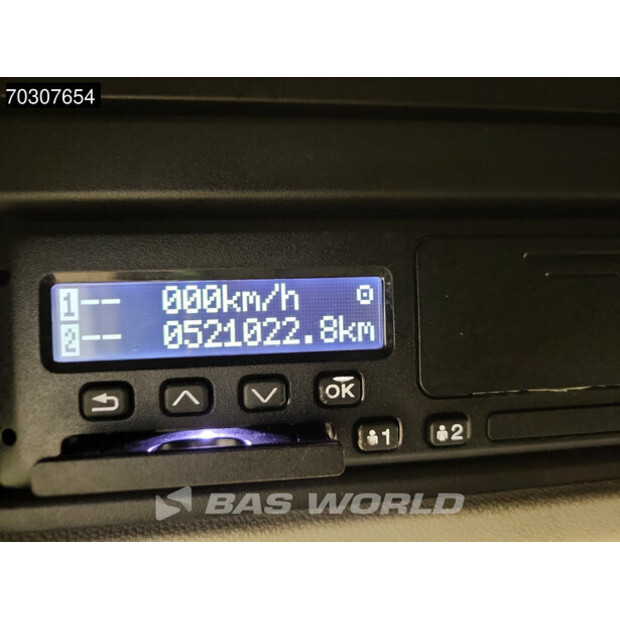 70307654
1-- 000km/h
2-- 0521022.8km
OK
1
2
BAS WORLD